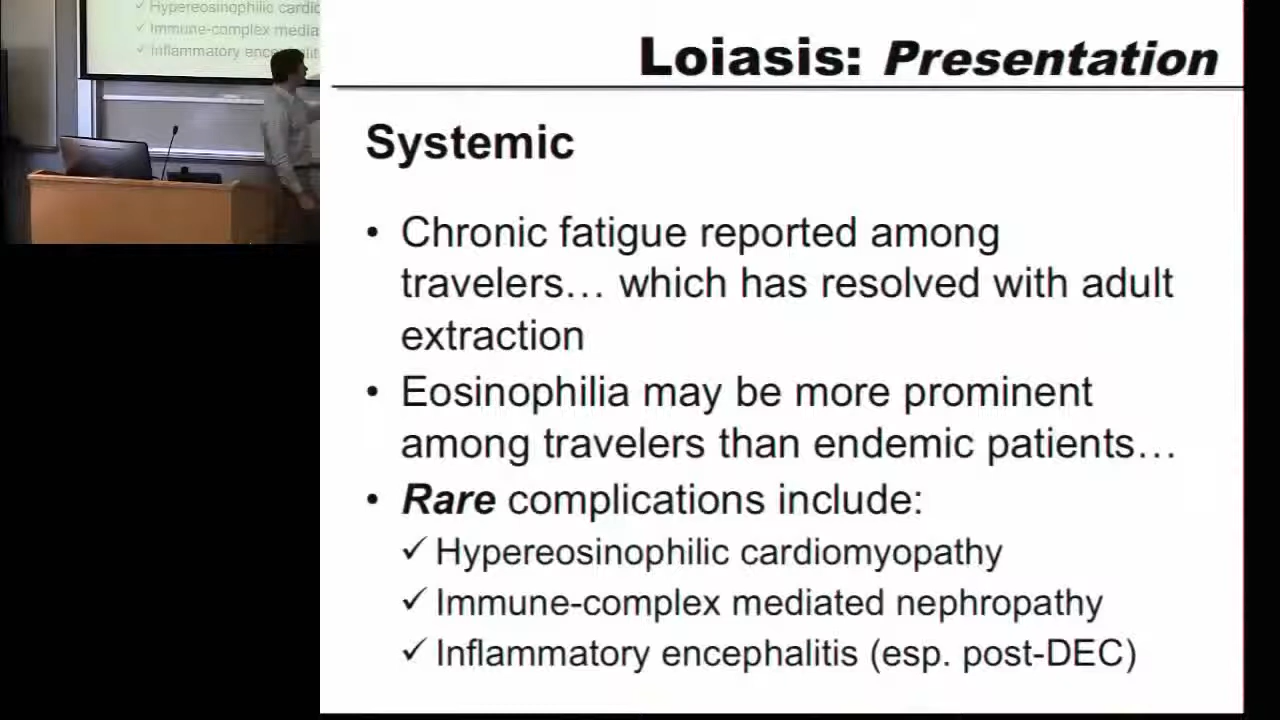 Hypereosinophilic cardio
✓ Immune-complex media
✓ Inflammatory encephalit
Loiasis: Presentation
Systemic
• Chronic fatigue reported among
travelers… which has resolved with adult
extraction
• Eosinophilia may be more prominent
among travelers than endemic patients…
• Rare complications include:
✓ Hypereosinophilic cardiomyopathy
✓ Immune-complex mediated nephropathy
✓ Inflammatory encephalitis (esp. post-DEC)